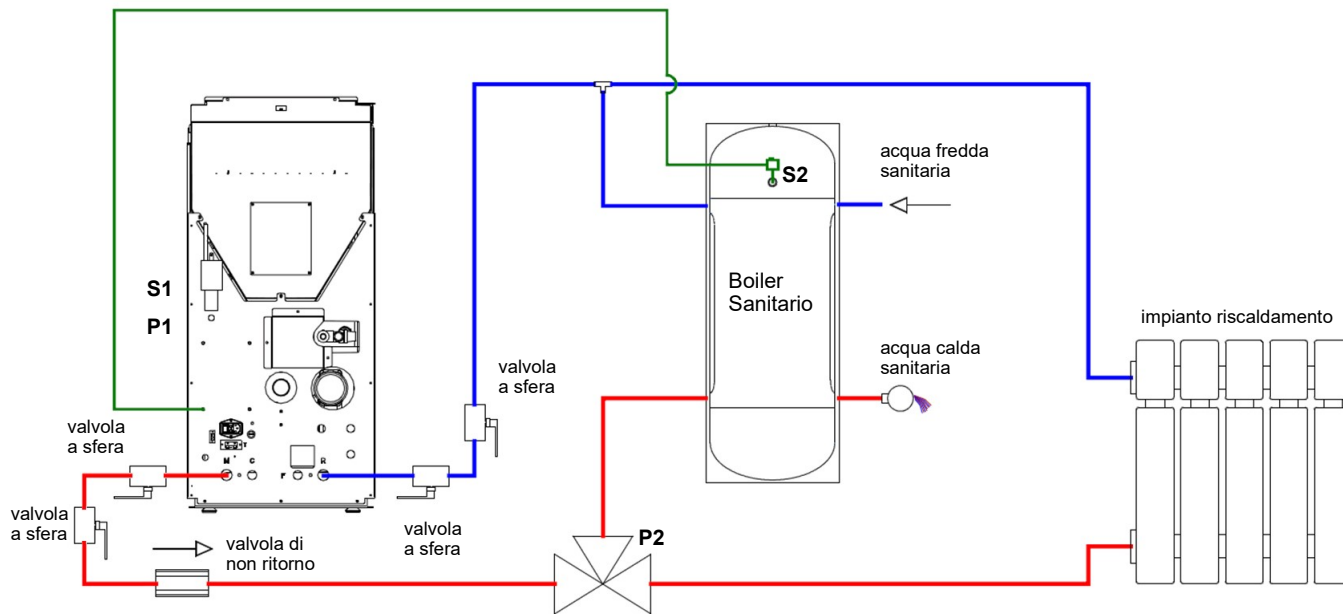 acqua fredda
sanitaria
S2
Boiler
Sanitario
S1
P1
impianto riscaldamento
acqua calda
sanitaria
valvola
a sfera
valvola
a sfera
T
M
C
F
R
valvola
a sfera
valvola
a sfera
P2
valvola di
non ritorno